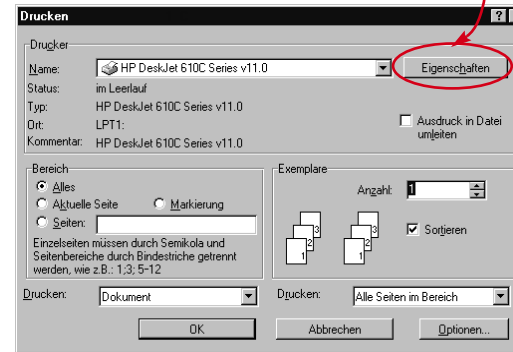 Drucken
Drucker
Name: HP DeskJet 610C Series v11.0 Eigenschaften
Status: im Leerlauf
Typ: HP DeskJet 610C Series v11.0
Ort: LPT1: Ausdruck in Datei
umleiten
Kommentar: HP DeskJet 610C Series v11.0
Bereich Exemplare
Alles Anzahl: 1
Aktuelle Seite Markierung
Seiten: Sortieren
Einzelseiten müssen durch Semikola und
Seitenbereiche durch Bindestriche getrennt
werden, wie z.B.: 1;3; 5-12
1 2 3 1 2 3
Drucken: Dokument Drucken: Alle Seiten im Bereich
OK Abbrechen Optionen...